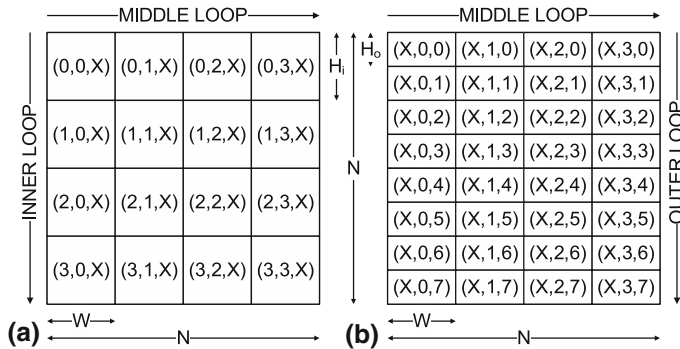 MIDDLE LOOP
INNER LOOP
(0,0,X) (0,1,X) (0,2,X) (0,3,X)
(1,0,X) (1,1,X) (1,2,X) (1,3,X)
(2,0,X) (2,1,X) (2,2,X) (2,3,X)
(3,0,X) (3,1,X) (3,2,X) (3,3,X)
Hi
N
(a)
W
N
MIDDLE LOOP
Ho
(X,0,0) (X,1,0) (X,2,0) (X,3,0)
(X,0,1) (X,1,1) (X,2,1) (X,3,1)
(X,0,2) (X,1,2) (X,2,2) (X,3,2)
(X,0,3) (X,1,3) (X,2,3) (X,3,3)
(X,0,4) (X,1,4) (X,2,4) (X,3,4)
(X,0,5) (X,1,5) (X,2,5) (X,3,5)
(X,0,6) (X,1,6) (X,2,6) (X,3,6)
(X,0,7) (X,1,7) (X,2,7) (X,3,7)
OUTER LOOP
(b)
W
N